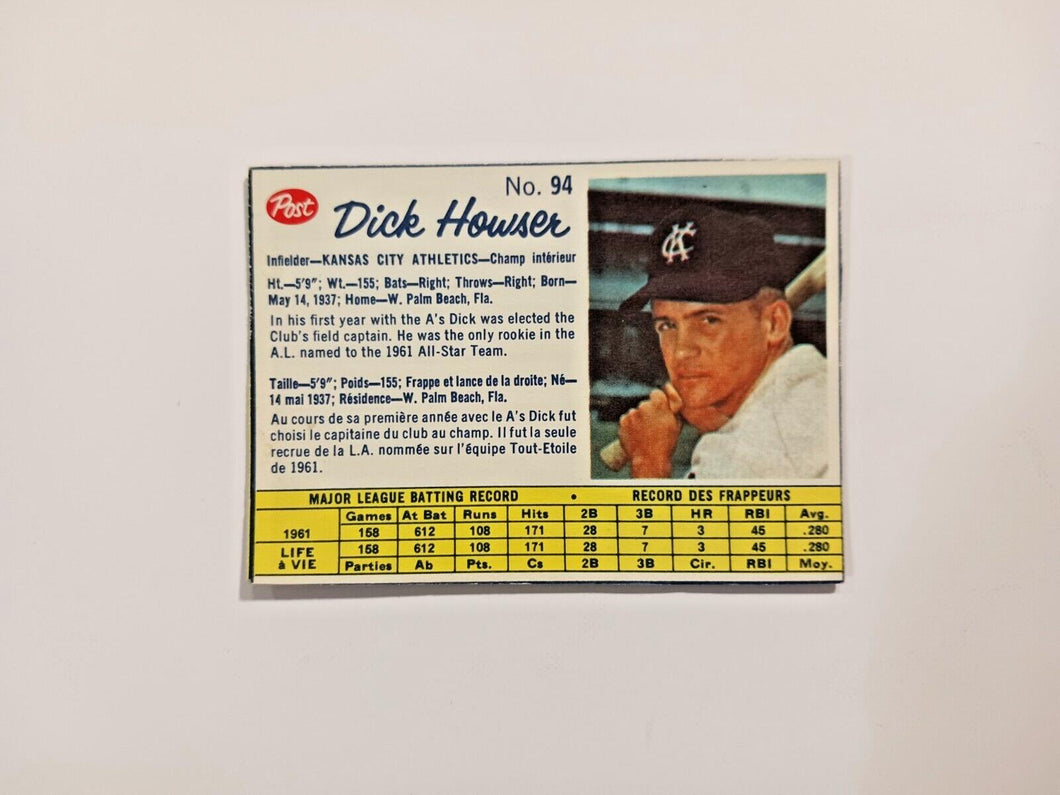 No. 94
Post
Dick Howser
Infielder—KANSAS CITY ATHLETICS—Champ intérieur
Ht.—5'9"; Wt.—155; Bats—Right; Throws—Right; Born—
May 14, 1937; Home—W. Palm Beach, Fla.
In his first year with the A's Dick was elected the
Club's field captain. He was the only rookie in the
A.L. named to the 1961 All-Star Team.
Taille—5'9"; Poids—155; Frappe et lance de la droite; Né—
14 mai 1937; Résidence—W. Palm Beach, Fla.
Au cours de sa première année avec le A's Dick fut
choisi le capitaine du club au champ. Il fut la seule
recrue de la L.A. nommée sur l'équipe Tout-Etoile
de 1961.
KC
MAJOR LEAGUE BATTING RECORD • RECORD DES FRAPPEURS
Games At Bat Runs Hits 2B 3B HR RBI Avg.
1961 158 612 108 171 28 7 3 45 .280
LIFE 158 612 108 171 28 7 3 45 .280
à VIE Parties Ab Pts. Cs 2B 3B Cir. RBI Moy.